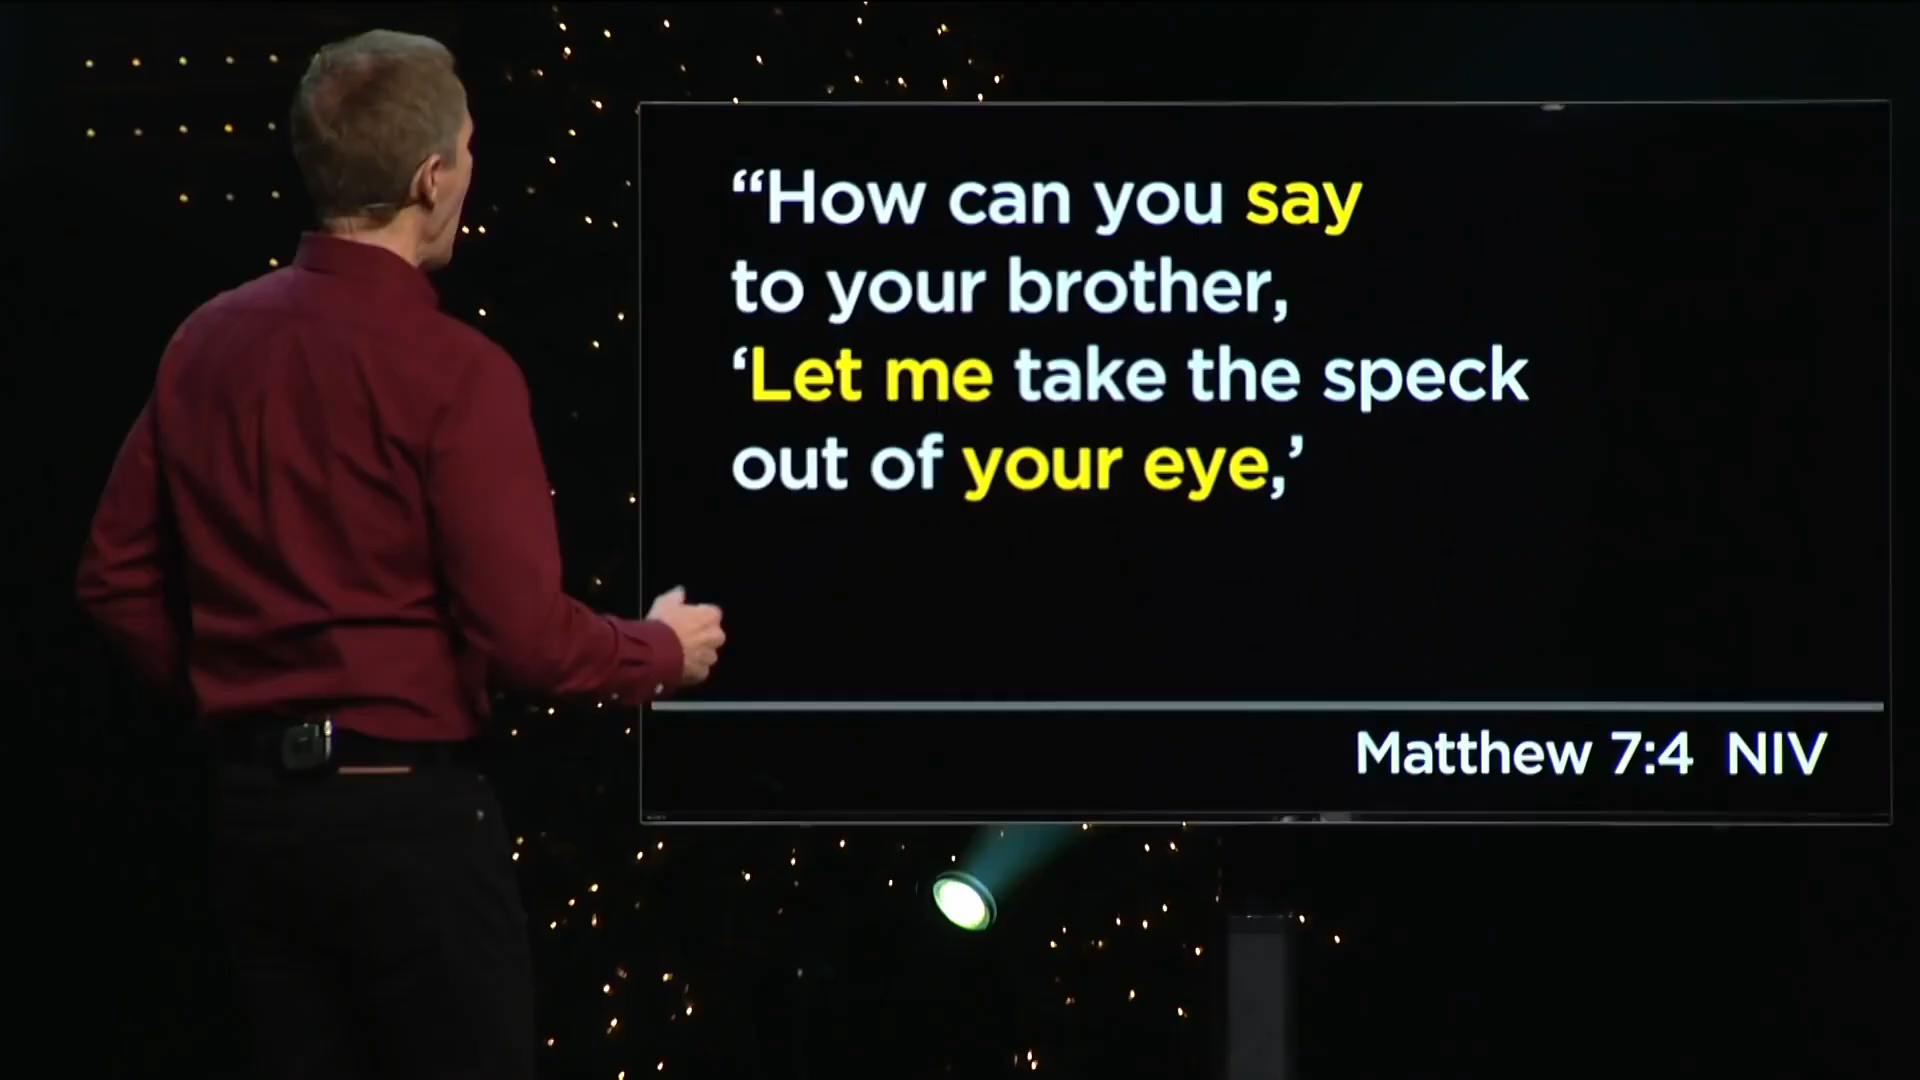 “How can you say
to your brother,
‘Let me take the speck
out of your eye,’
Matthew 7:4 NIV